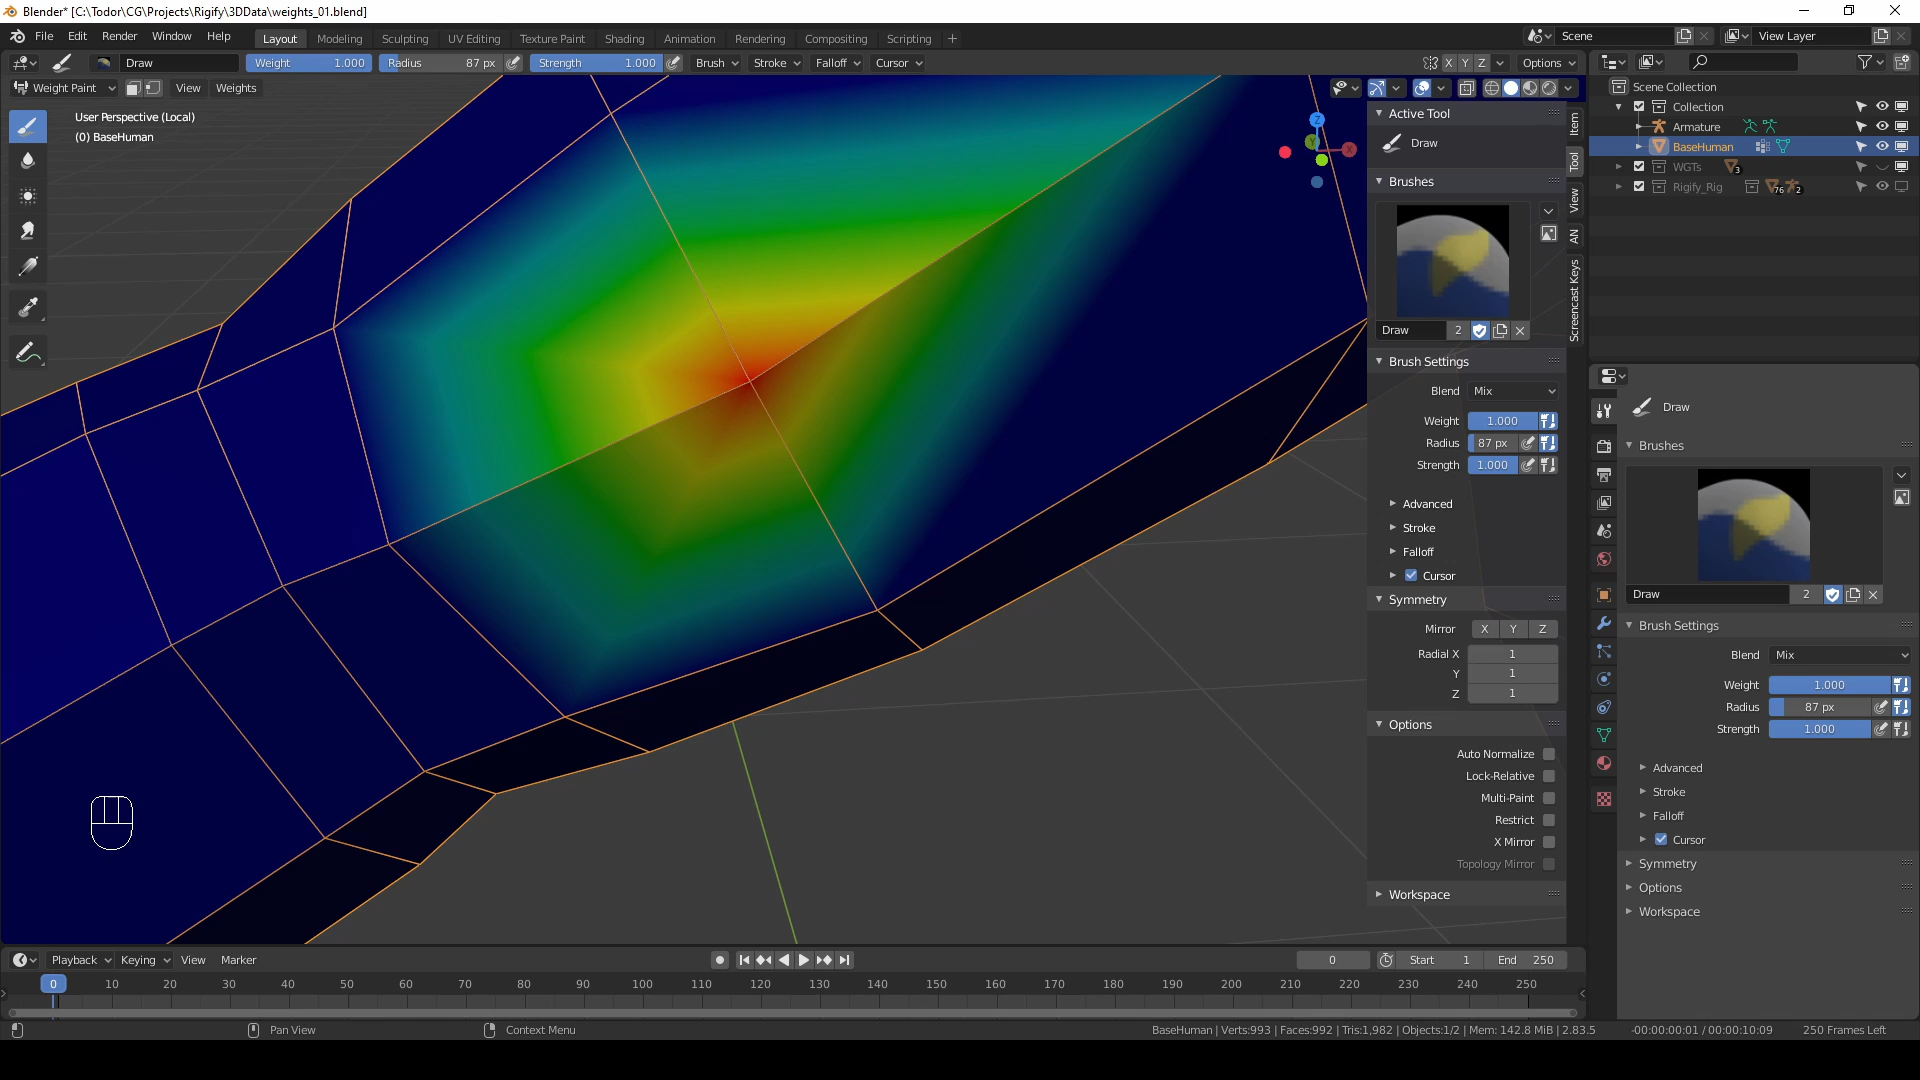 Blender* [C:\Todor\CG\Projects\Rigify\3DData\weights_01.blend]
File Edit Render Window Help Layout Modeling Sculpting UV Editing Texture Paint Shading Animation Rendering Compositing Scripting + Scene View Layer
Draw Weight 1.000 Radius 87 px Strength 1.000 Brush Stroke Falloff Cursor X Y Z Options
Weight Paint View Weights
User Perspective (Local)
(0) BaseHuman
Z
Y
X
Active Tool
Draw
Brushes
Draw 2
Brush Settings
Blend Mix
Weight 1.000
Radius 87 px
Strength 1.000
Advanced
Stroke
Falloff
Cursor
Symmetry
Mirror X Y Z
Radial X 1
Y 1
Z 1
Options
Auto Normalize
Lock-Relative
Multi-Paint
Restrict
X Mirror
Topology Mirror
Workspace
Item
Tool
View
AN
Screencast Keys
Scene Collection
Collection
Armature
BaseHuman
WGTs 3
Rigify_Rig 76 2
Draw
Brushes
Draw 2
Brush Settings
Blend Mix
Weight 1.000
Radius 87 px
Strength 1.000
Advanced
Stroke
Falloff
Cursor
Symmetry
Options
Workspace
Playback Keying View Marker 0 Start 1 End 250
0 10 20 30 40 50 60 70 80 90 100 110 120 130 140 150 160 170 180 190 200 210 220 230 240 250
Pan View Context Menu BaseHuman | Verts:993 | Faces:992 | Tris:1,982 | Objects:1/2 | Mem: 142.8 MiB | 2.83.5 -00:00:00:01 / 00:00:10:09 250 Frames Left